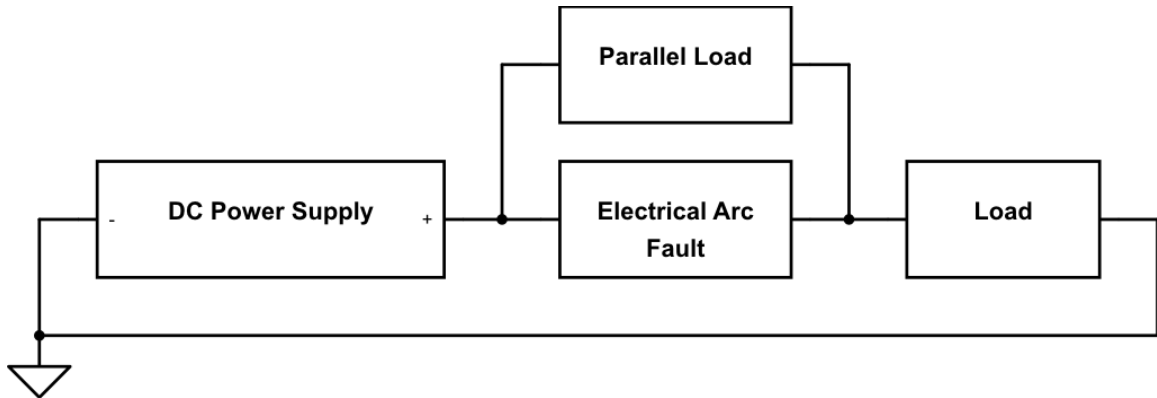 Parallel Load
- DC Power Supply +
Electrical Arc
Fault
Load